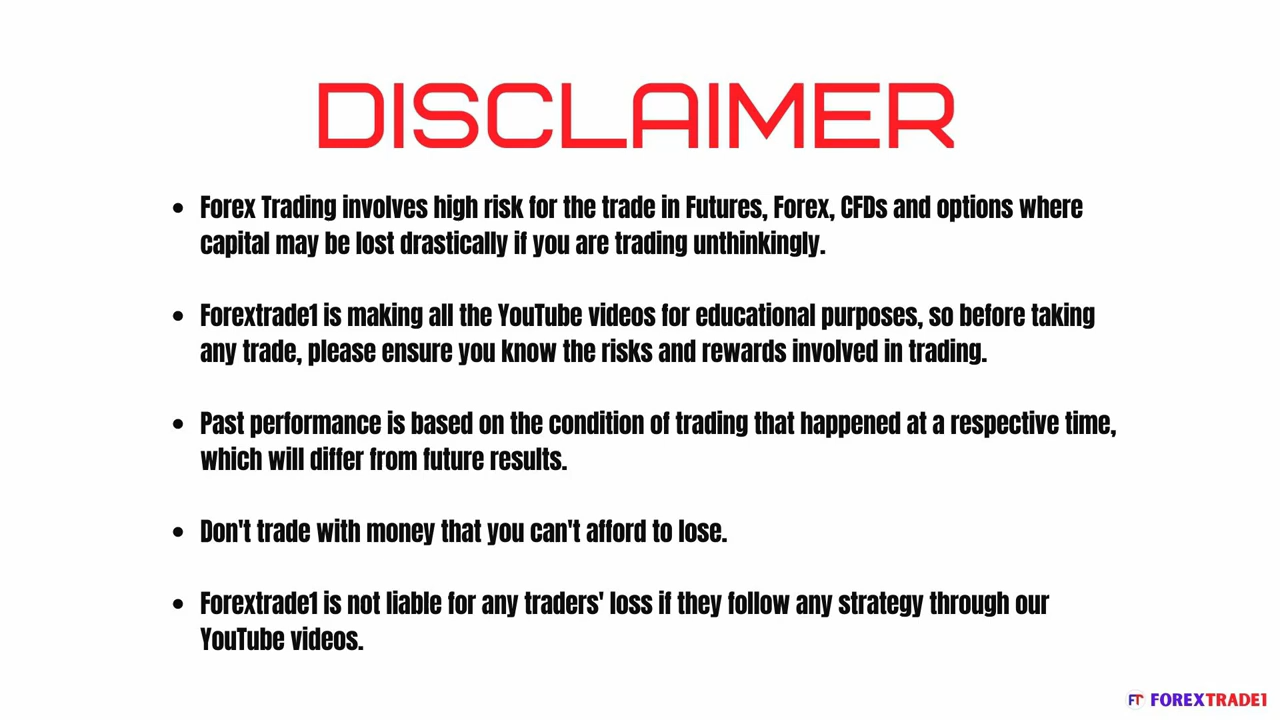 DISCLAIMER
• Forex Trading involves high risk for the trade in Futures, Forex, CFDs and options where
capital may be lost drastically if you are trading unthinkingly.
• Forextrade1 is making all the YouTube videos for educational purposes, so before taking
any trade, please ensure you know the risks and rewards involved in trading.
• Past performance is based on the condition of trading that happened at a respective time,
which will differ from future results.
• Don't trade with money that you can't afford to lose.
• Forextrade1 is not liable for any traders' loss if they follow any strategy through our
YouTube videos.
FT FOREXTRADE1